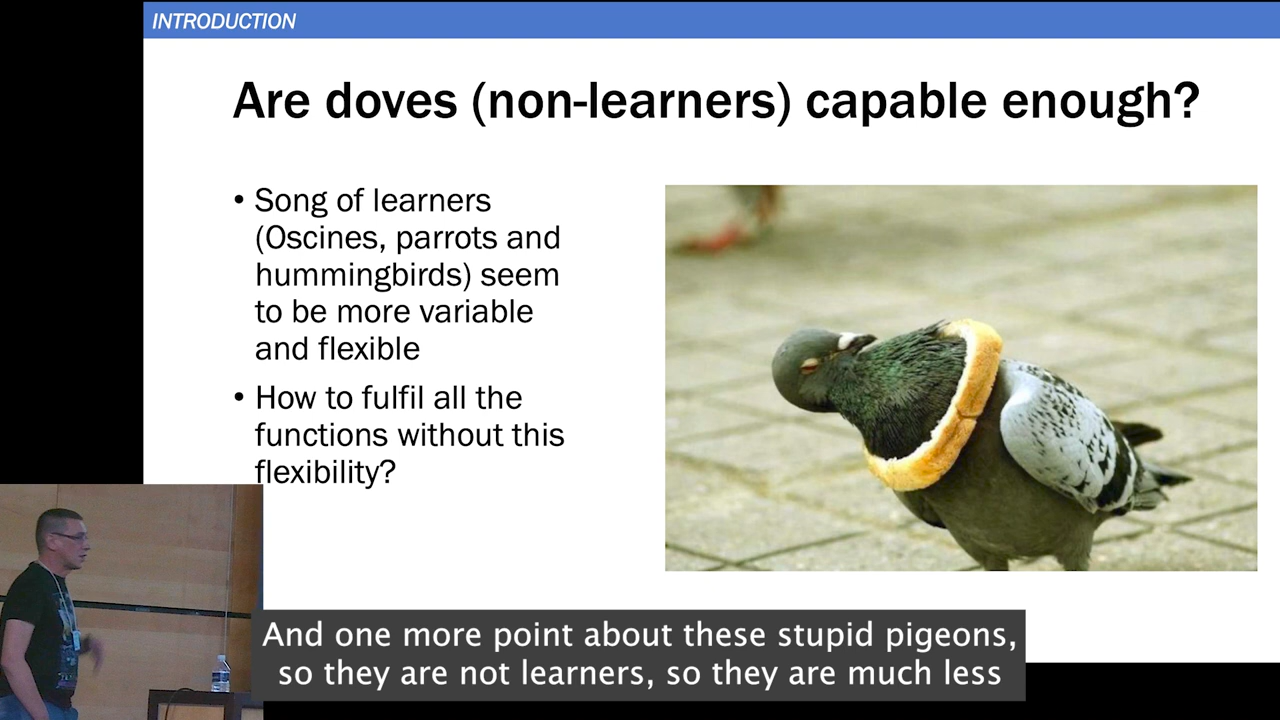 INTRODUCTION
Are doves (non-learners) capable enough?
• Song of learners
(Oscines, parrots and
hummingbirds) seem
to be more variable
and flexible
• How to fulfil all the
functions without this
flexibility?
And one more point about these stupid pigeons,
so they are not learners, so they are much less